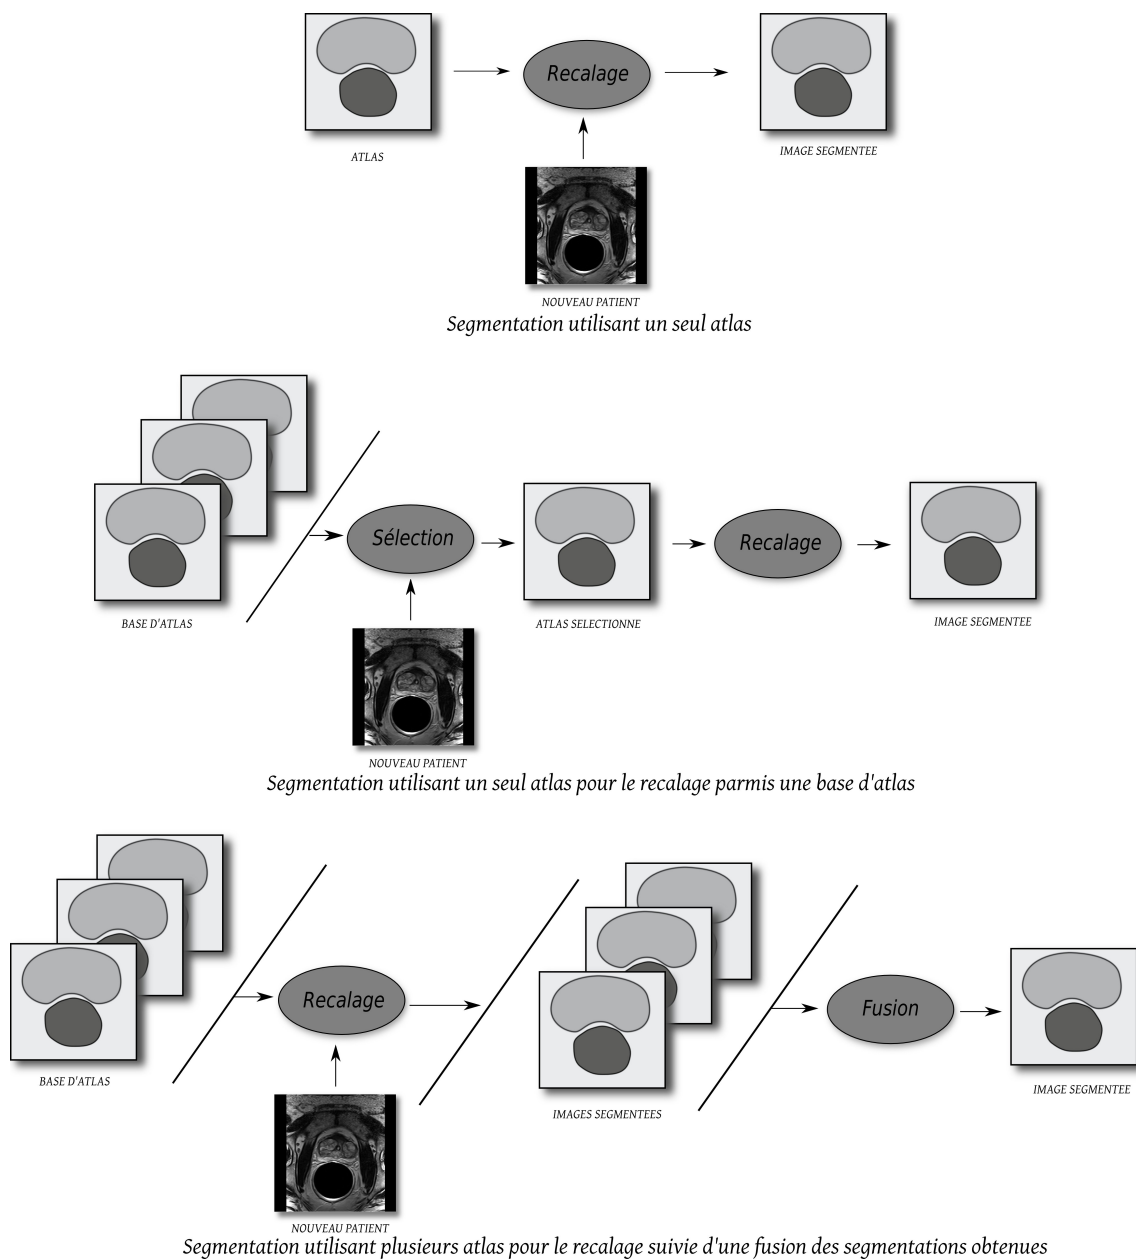 Recalage
ATLAS
IMAGE SEGMENTEE
NOUVEAU PATIENT
Segmentation utilisant un seul atlas
Sélection
Recalage
BASE D'ATLAS
ATLAS SELECTIONNE
IMAGE SEGMENTEE
NOUVEAU PATIENT
Segmentation utilisant un seul atlas pour le recalage parmis une base d'atlas
Recalage
Fusion
BASE D'ATLAS
IMAGES SEGMENTEES
IMAGE SEGMENTEE
NOUVEAU PATIENT
Segmentation utilisant plusieurs atlas pour le recalage suivie d'une fusion des segmentations obtenues